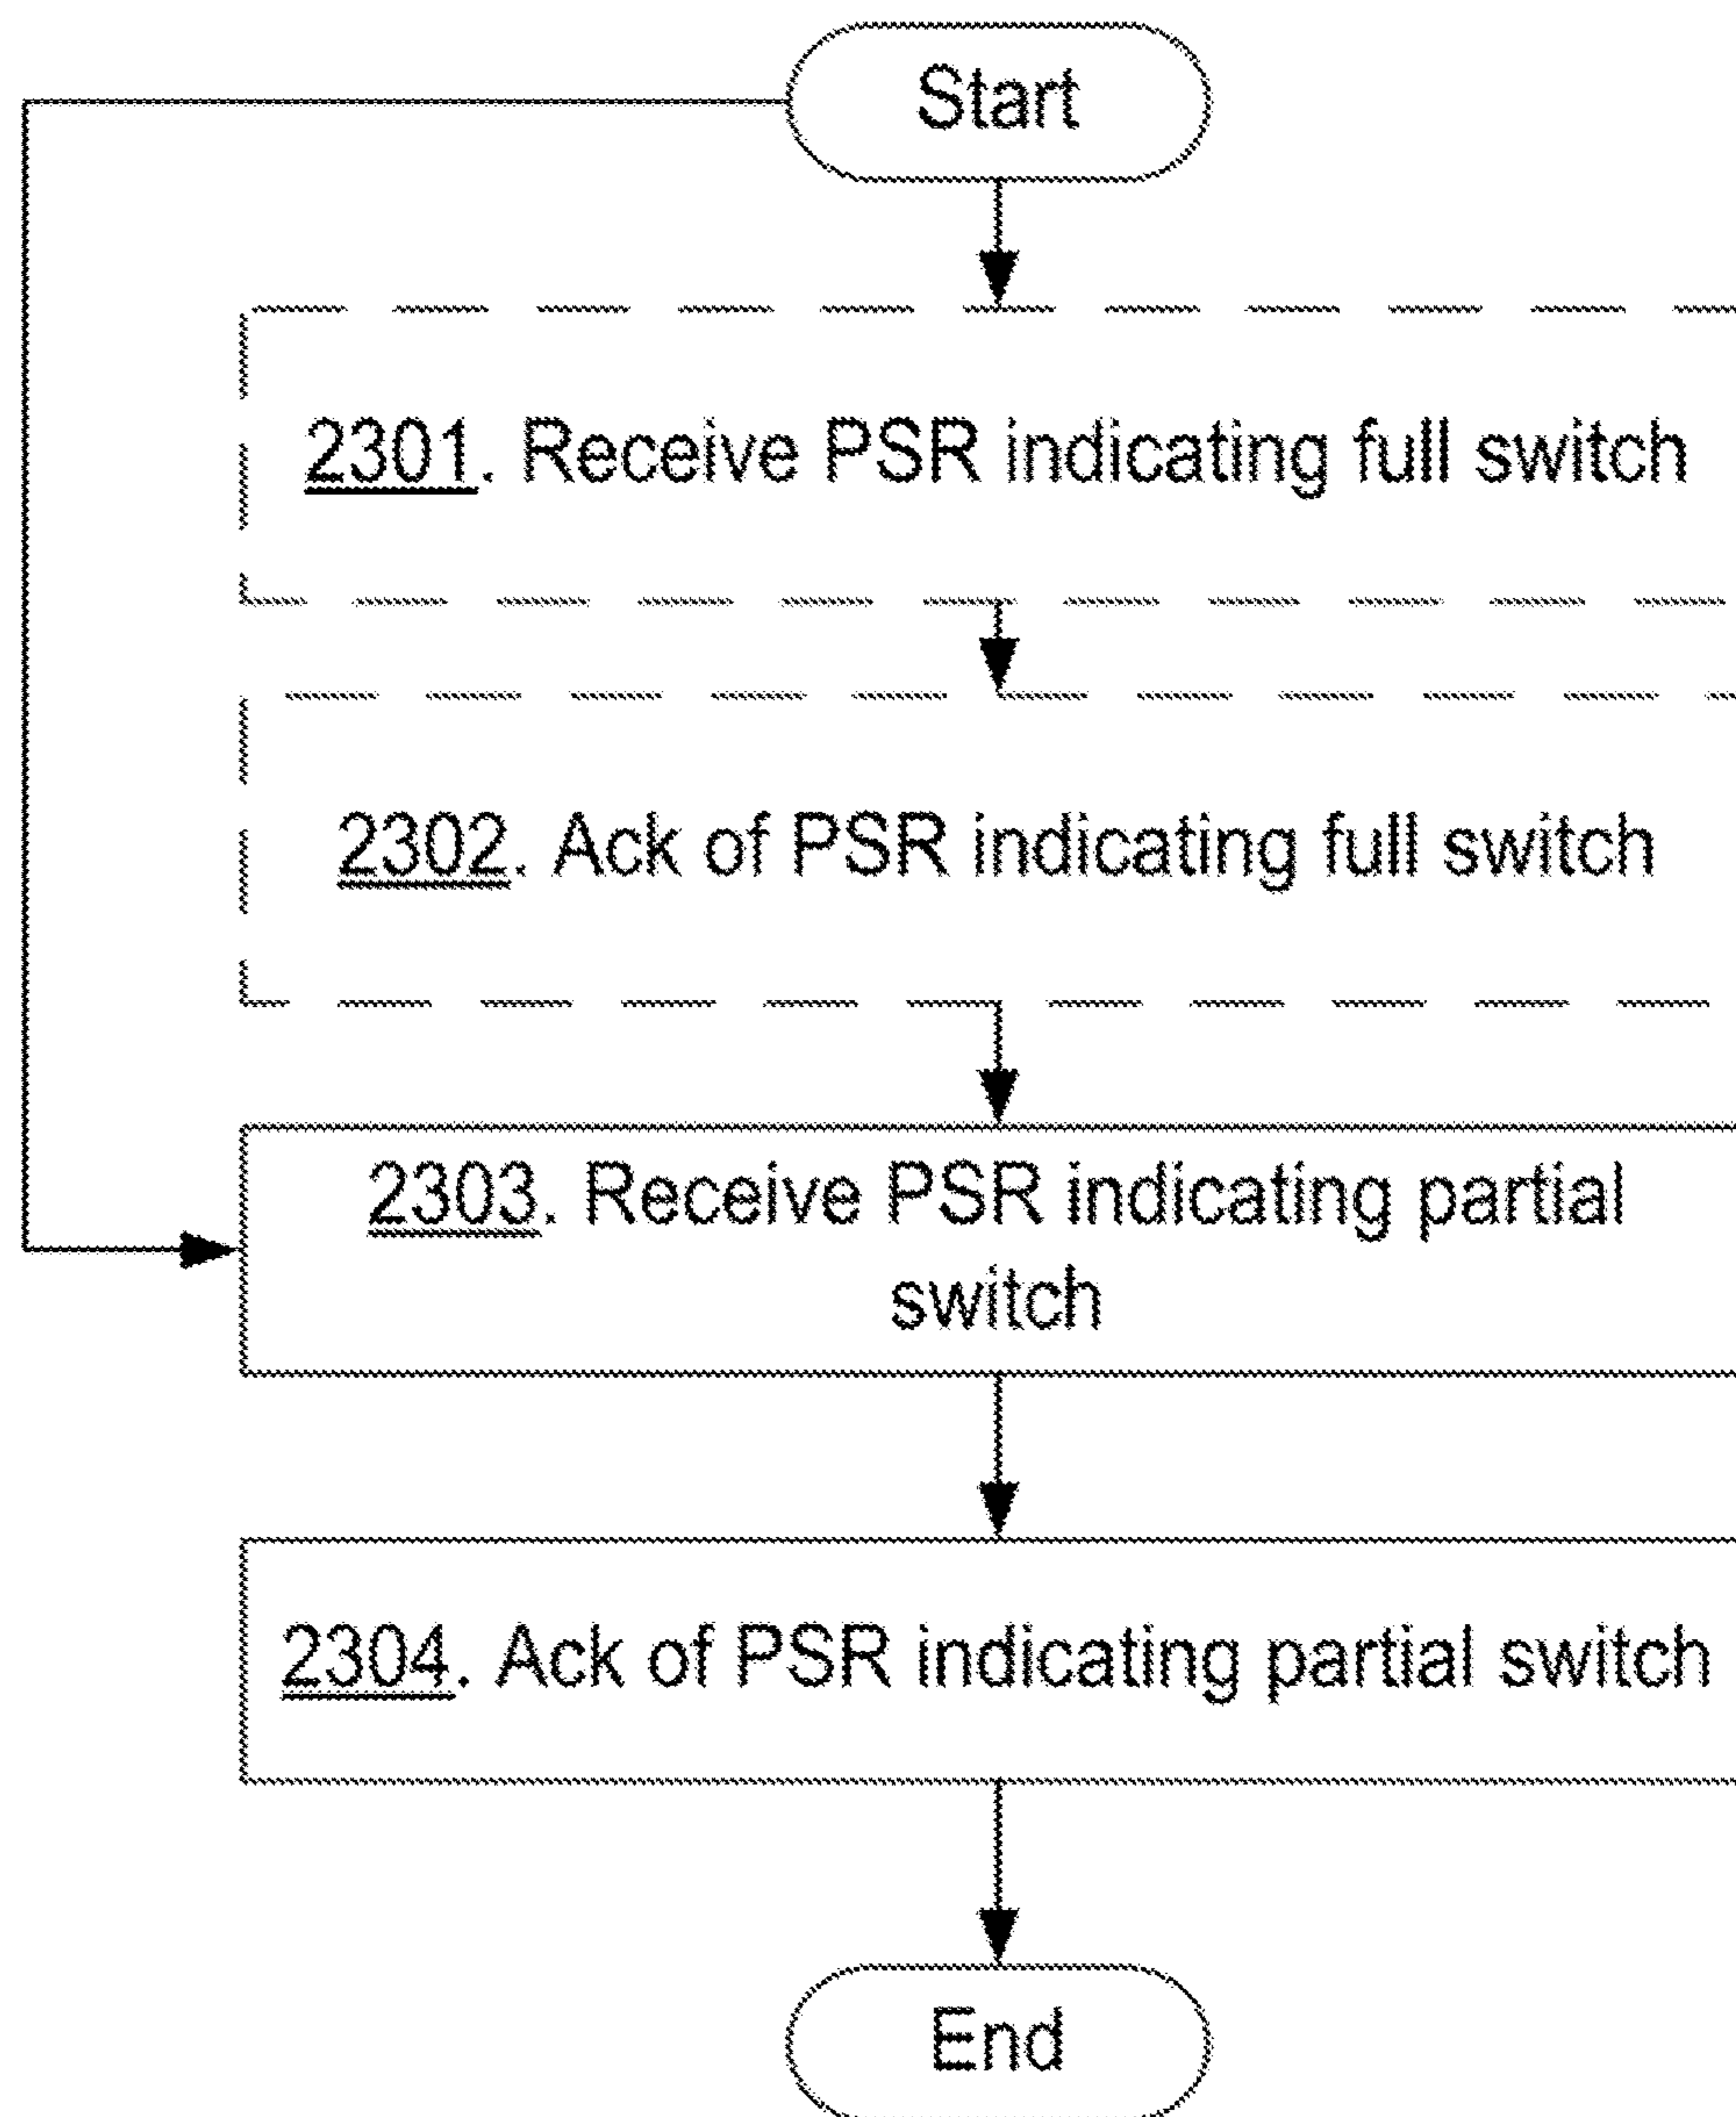 Start
2301. Receive PSR indicating full switch
2302. Ack of PSR indicating full switch
2303. Receive PSR indicating partial
switch
2304. Ack of PSR indicating partial switch
End